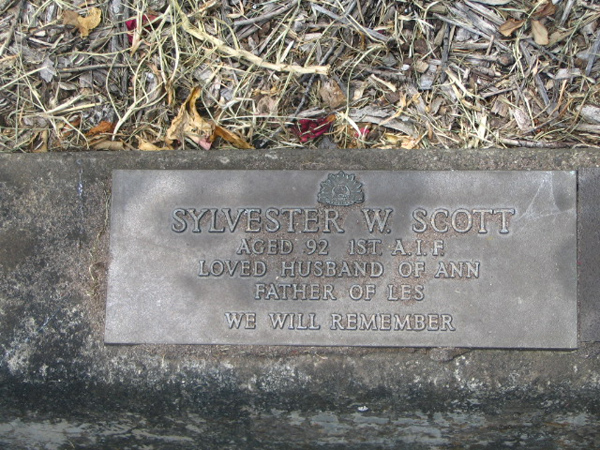 SYLVESTER W. SCOTT
AGED 92 1ST. A.I.F.
LOVED HUSBAND OF ANN
FATHER OF LES
WE WILL REMEMBER